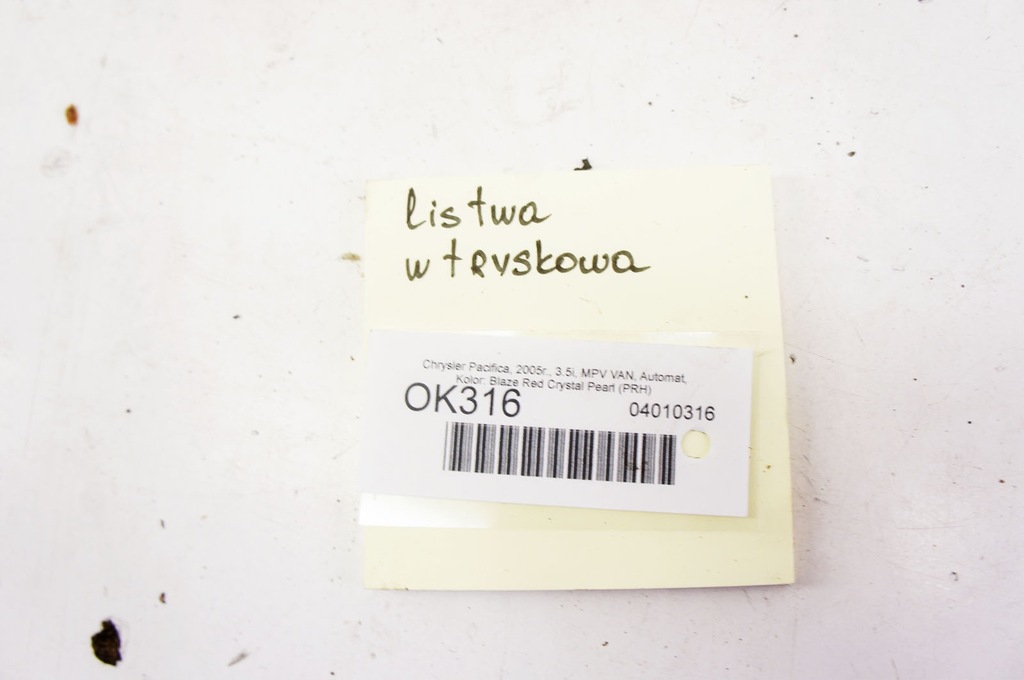 listwa
wtryskowa
Chrysler Pacifica, 2005r., 3.5i, MPV VAN, Automat,
Kolor: Blaze Red Crystal Pearl (PRH)
OK316 04010316